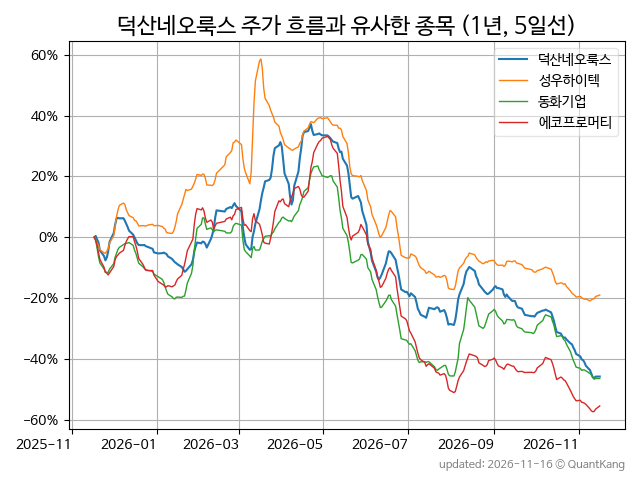 덕산네오룩스 주가 흐름과 유사한 종목 (1년, 5일선)
60%
40%
20%
0%
−20%
−40%
−60%
덕산네오룩스
성우하이텍
동화기업
에코프로머티
2025-11
2026-01
2026-03
2026-05
2026-07
2026-09
2026-11
updated: 2026-11-16 © QuantKang